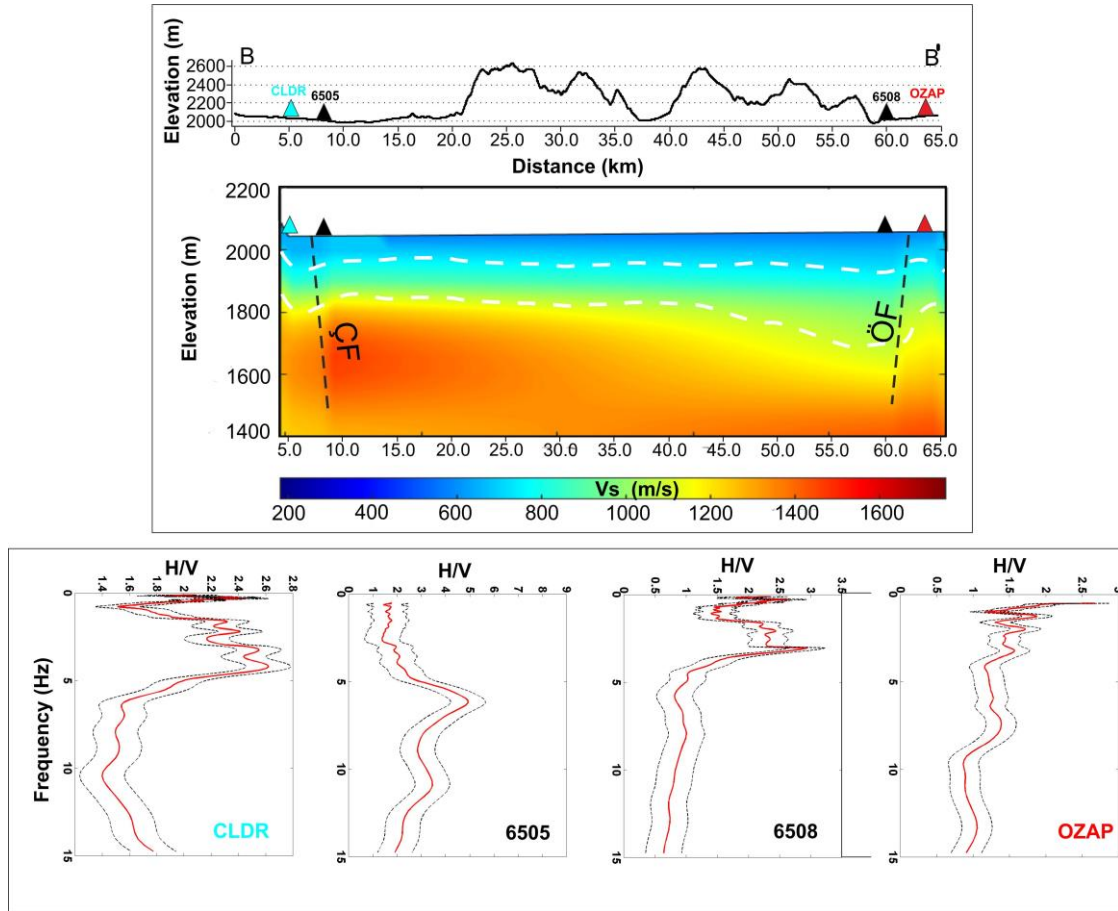 B B'
Elevation (m)
2600
2400
2200
2000
CLDR 6505 6508 OZAP
0 5.0 10.0 15.0 20.0 25.0 30.0 35.0 40.0 45.0 50.0 55.0 60.0 65.0
Distance (km)
Elevation (m)
2200
2000
1800
1600
1400
ÇF ÖF
5.0 10.0 15.0 20.0 25.0 30.0 35.0 40.0 45.0 50.0 55.0 60.0 65.0
Vs (m/s)
200 400 600 800 1000 1200 1400 1600
H/V H/V H/V H/V
1.4 1.6 1.8 2 2.2 2.4 2.6 2.8
1 2 3 4 5 6 7 8 9
0.5 1 1.5 2 2.5 3 3.5
0.5 1 1.5 2 2.5 3
Frequency (Hz)
0 0 0 0
5 5 5 5
10 10 10 10
15 15 15 15
CLDR 6505 6508 OZAP